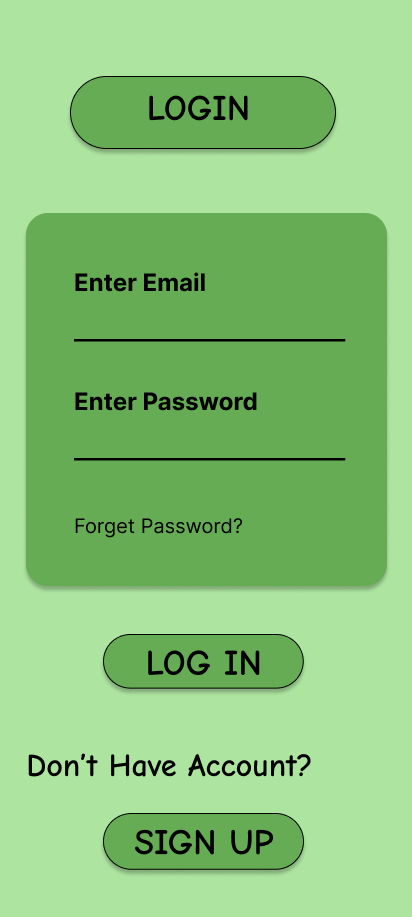 LOGIN
Enter Email
Enter Password
Forget Password?
LOG IN
Don't Have Account?
SIGN UP